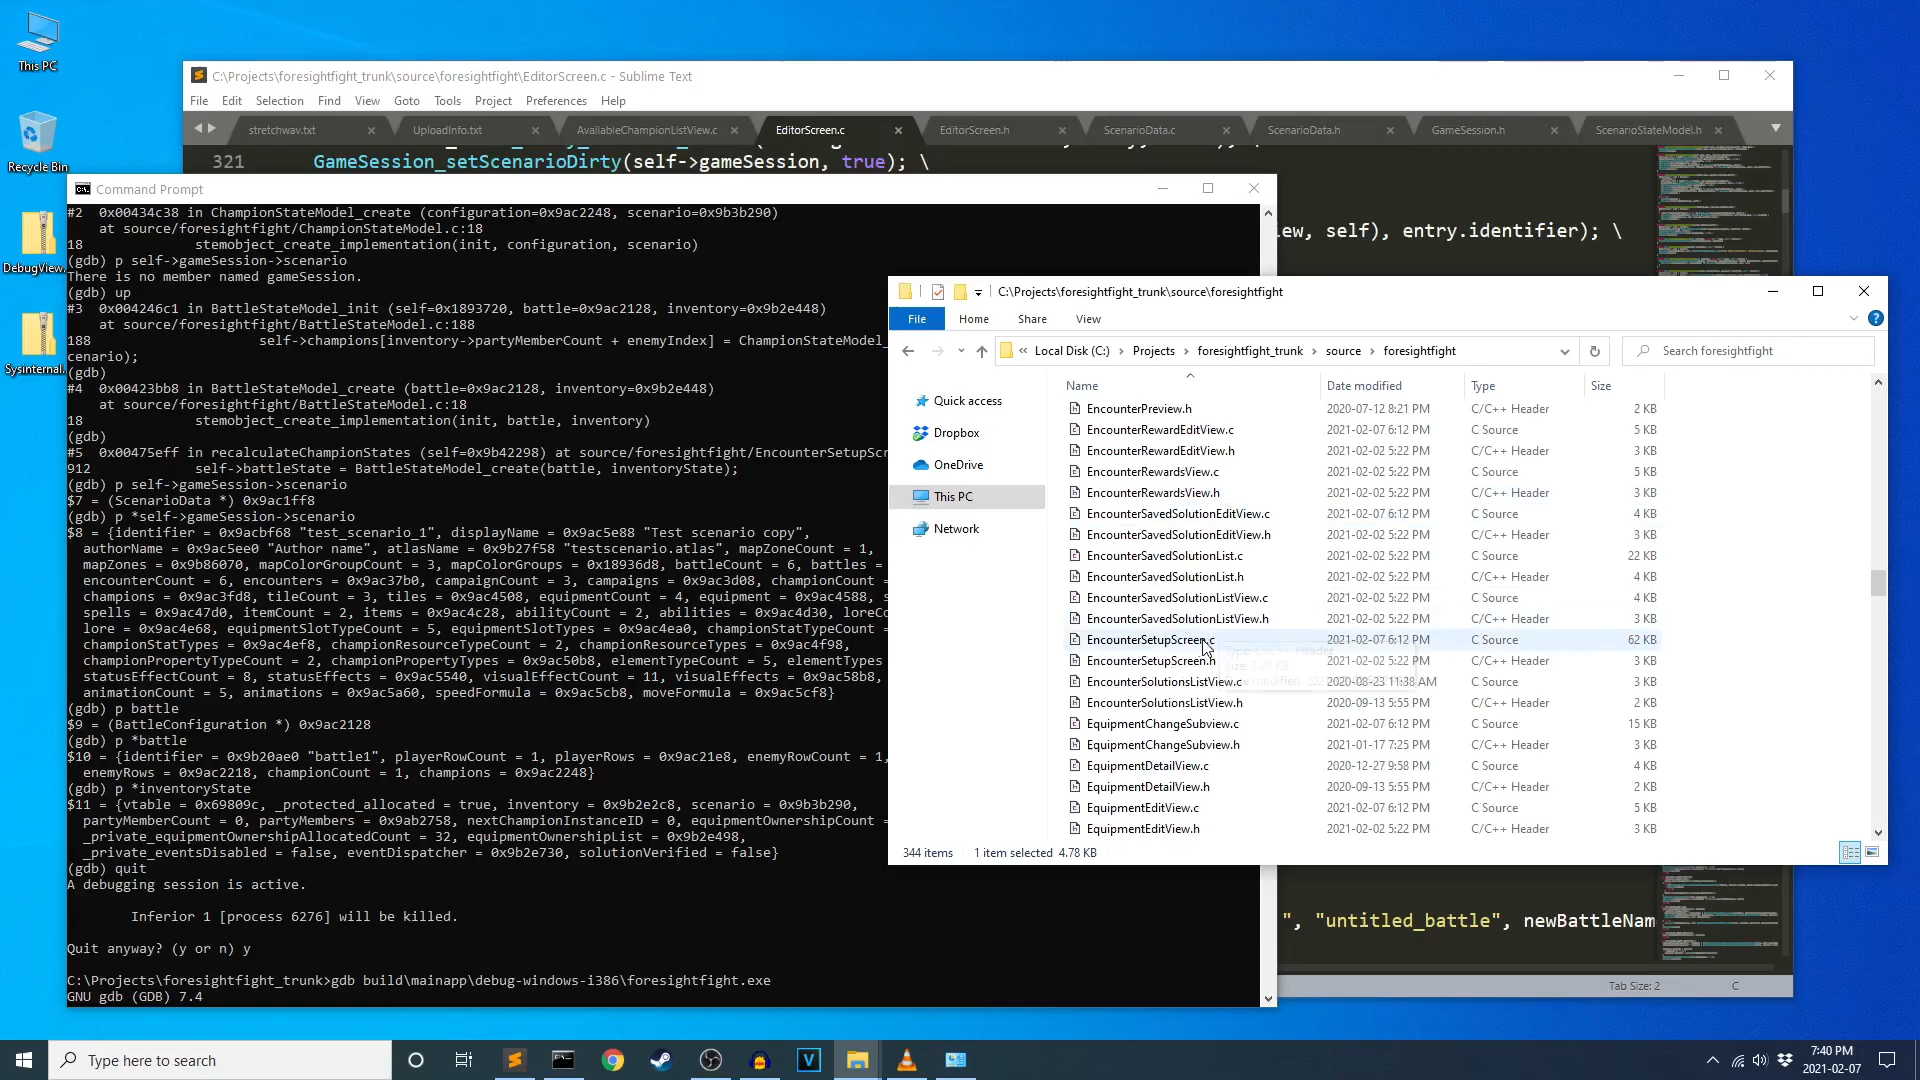 This PC
Recycle Bin
DebugView.
Sysinternal.
C:\Projects\foresightfight_trunk\source\foresightfight\EditorScreen.c - Sublime Text
File Edit Selection Find View Goto Tools Project Preferences Help
stretchwav.txt UploadInfo.txt AvailableChampionListView.c EditorScreen.c EditorScreen.h ScenarioData.c ScenarioData.h GameSession.h ScenarioStateModel.h
321 GameSession_setScenarioDirty(self->gameSession, true); \
iew, self), entry.identifier); \
", "untitled_battle", newBattleNam
Tab Size: 2 C
Command Prompt
#2 0x00434c38 in ChampionStateModel_create (configuration=0x9ac2248, scenario=0x9b3b290)
at source/foresightfight/ChampionStateModel.c:18
18 stemobject_create_implementation(init, configuration, scenario)
(gdb) p self->gameSession->scenario
There is no member named gameSession.
(gdb) up
#3 0x004246c1 in BattleStateModel_init (self=0x1893720, battle=0x9ac2128, inventory=0x9b2e448)
at source/foresightfight/BattleStateModel.c:188
188 self->champions[inventory->partyMemberCount + enemyIndex] = ChampionStateModel_
cenario);
(gdb)
#4 0x00423bb8 in BattleStateModel_create (battle=0x9ac2128, inventory=0x9b2e448)
at source/foresightfight/BattleStateModel.c:18
18 stemobject_create_implementation(init, battle, inventory)
(gdb)
#5 0x00475eff in recalculateChampionStates (self=0x9b42298) at source/foresightfight/EncounterSetupScr
912 self->battleState = BattleStateModel_create(battle, inventoryState);
(gdb) p self->gameSession->scenario
$7 = (ScenarioData *) 0x9ac1ff8
(gdb) p *self->gameSession->scenario
$8 = {identifier = 0x9acbf68 "test_scenario_1", displayName = 0x9ac5e88 "Test scenario copy",
authorName = 0x9ac5ee0 "Author name", atlasName = 0x9b27f58 "testscenario.atlas", mapZoneCount = 1,
mapZones = 0x9b86070, mapColorGroupCount = 3, mapColorGroups = 0x18936d8, battleCount = 6, battles =
encounterCount = 6, encounters = 0x9ac37b0, campaignCount = 3, campaigns = 0x9ac3d08, championCount =
champions = 0x9ac3fd8, tileCount = 3, tiles = 0x9ac4508, equipmentCount = 4, equipment = 0x9ac4588, s
spells = 0x9ac47d0, itemCount = 2, items = 0x9ac4c28, abilityCount = 2, abilities = 0x9ac4d30, loreCo
lore = 0x9ac4e68, equipmentSlotTypeCount = 5, equipmentSlotTypes = 0x9ac4ea0, championStatTypeCount =
championStatTypes = 0x9ac4ef8, championResourceTypeCount = 2, championResourceTypes = 0x9ac4f98,
championPropertyTypeCount = 2, championPropertyTypes = 0x9ac50b8, elementTypeCount = 5, elementTypes
statusEffectCount = 8, statusEffects = 0x9ac5540, visualEffectCount = 11, visualEffects = 0x9ac58b8,
animationCount = 5, animations = 0x9ac5a60, speedFormula = 0x9ac5cb8, moveFormula = 0x9ac5cf8}
(gdb) p battle
$9 = (BattleConfiguration *) 0x9ac2128
(gdb) p *battle
$10 = {identifier = 0x9b20ae0 "battle1", playerRowCount = 1, playerRows = 0x9ac21e8, enemyRowCount = 1,
enemyRows = 0x9ac2218, championCount = 1, champions = 0x9ac2248}
(gdb) p *inventoryState
$11 = {vtable = 0x69809c, _protected_allocated = true, inventory = 0x9b2e2c8, scenario = 0x9b3b290,
partyMemberCount = 0, partyMembers = 0x9ab2758, nextChampionInstanceID = 0, equipmentOwnershipCount =
_private_equipmentOwnershipAllocatedCount = 32, equipmentOwnershipList = 0x9b2e498,
_private_eventsDisabled = false, eventDispatcher = 0x9b2e730, solutionVerified = false}
(gdb) quit
A debugging session is active.
Inferior 1 [process 6276] will be killed.
Quit anyway? (y or n) y
C:\Projects\foresightfight_trunk>gdb build\mainapp\debug-windows-i386\foresightfight.exe
GNU gdb (GDB) 7.4
C:\Projects\foresightfight_trunk\source\foresightfight
File Home Share View
« Local Disk (C:) › Projects › foresightfight_trunk › source › foresightfight
Search foresightfight
Quick access
Dropbox
OneDrive
This PC
Network
Name Date modified Type Size
EncounterPreview.h 2020-07-12 8:21 PM C/C++ Header 2 KB
EncounterRewardEditView.c 2021-02-07 6:12 PM C Source 5 KB
EncounterRewardEditView.h 2021-02-02 5:22 PM C/C++ Header 3 KB
EncounterRewardsView.c 2021-02-02 5:22 PM C Source 5 KB
EncounterRewardsView.h 2021-02-02 5:22 PM C/C++ Header 3 KB
EncounterSavedSolutionEditView.c 2021-02-07 6:12 PM C Source 4 KB
EncounterSavedSolutionEditView.h 2021-02-02 5:22 PM C/C++ Header 3 KB
EncounterSavedSolutionList.c 2021-02-02 5:22 PM C Source 22 KB
EncounterSavedSolutionList.h 2021-02-02 5:22 PM C/C++ Header 4 KB
EncounterSavedSolutionListView.c 2021-02-02 5:22 PM C Source 4 KB
EncounterSavedSolutionListView.h 2021-02-02 5:22 PM C/C++ Header 3 KB
EncounterSetupScreen.c 2021-02-07 6:12 PM C Source 62 KB
EncounterSetupScreen.h 2021-02-02 5:22 PM C/C++ Header 3 KB
EncounterSolutionsListView.c 2020-08-23 11:38 AM C Source 3 KB
EncounterSolutionsListView.h 2020-09-13 5:55 PM C/C++ Header 2 KB
EquipmentChangeSubview.c 2021-02-07 6:12 PM C Source 15 KB
EquipmentChangeSubview.h 2021-01-17 7:25 PM C/C++ Header 3 KB
EquipmentDetailView.c 2020-12-27 9:58 PM C Source 4 KB
EquipmentDetailView.h 2020-09-13 5:55 PM C/C++ Header 3 KB
EquipmentEditView.c 2021-02-07 6:12 PM C Source 5 KB
EquipmentEditView.h 2021-02-02 5:22 PM C/C++ Header 3 KB
344 items 1 item selected 4.78 KB
Type here to search
7:40 PM
2021-02-07